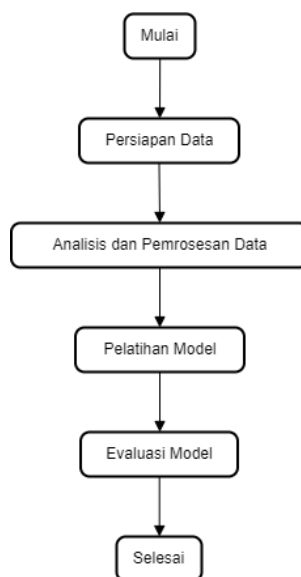 Mulai
Persiapan Data
Analisis dan Pemrosesan Data
Pelatihan Model
Evaluasi Model
Selesai